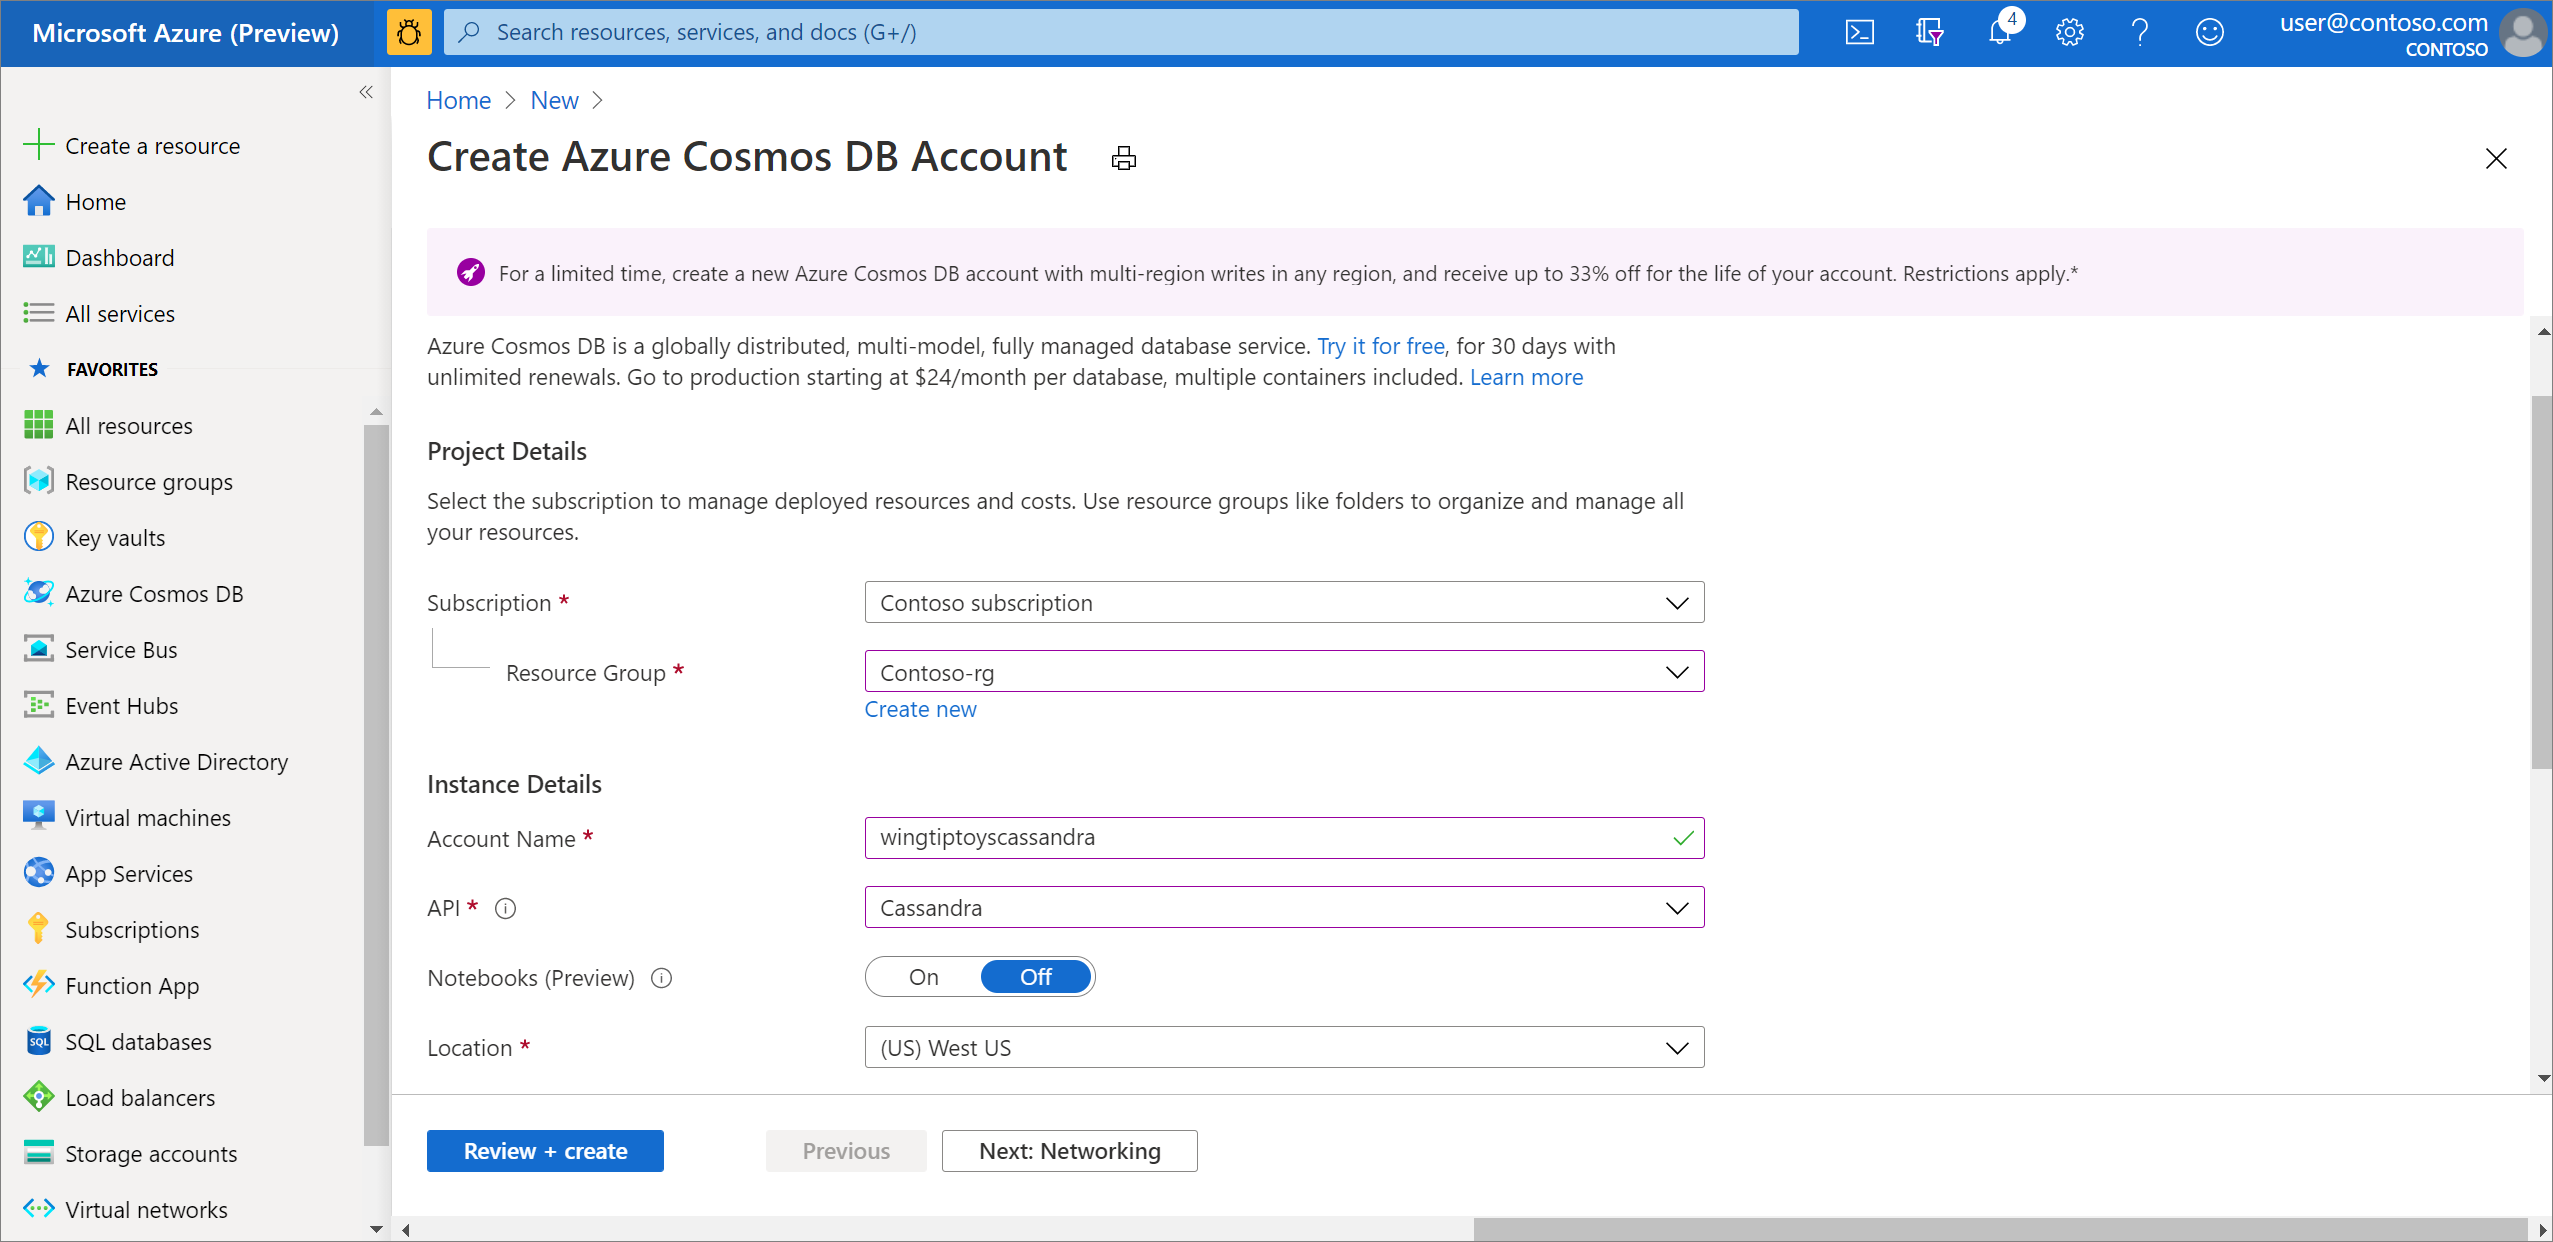 Microsoft Azure (Preview)
Search resources, services, and docs (G+/)
4
user@contoso.com
CONTOSO
Create a resource
Home
Dashboard
All services
FAVORITES
All resources
Resource groups
Key vaults
Azure Cosmos DB
Service Bus
Event Hubs
Azure Active Directory
Virtual machines
App Services
Subscriptions
Function App
SQL databases
Load balancers
Storage accounts
Virtual networks
Home > New >
Create Azure Cosmos DB Account
For a limited time, create a new Azure Cosmos DB account with multi-region writes in any region, and receive up to 33% off for the life of your account. Restrictions apply.*
Azure Cosmos DB is a globally distributed, multi-model, fully managed database service. Try it for free, for 30 days with
unlimited renewals. Go to production starting at $24/month per database, multiple containers included. Learn more
Project Details
Select the subscription to manage deployed resources and costs. Use resource groups like folders to organize and manage all
your resources.
Subscription *
Contoso subscription
Resource Group *
Contoso-rg
Create new
Instance Details
Account Name *
wingtiptoyscassandra
API *
Cassandra
Notebooks (Preview)
On Off
Location *
(US) West US
Review + create
Previous
Next: Networking